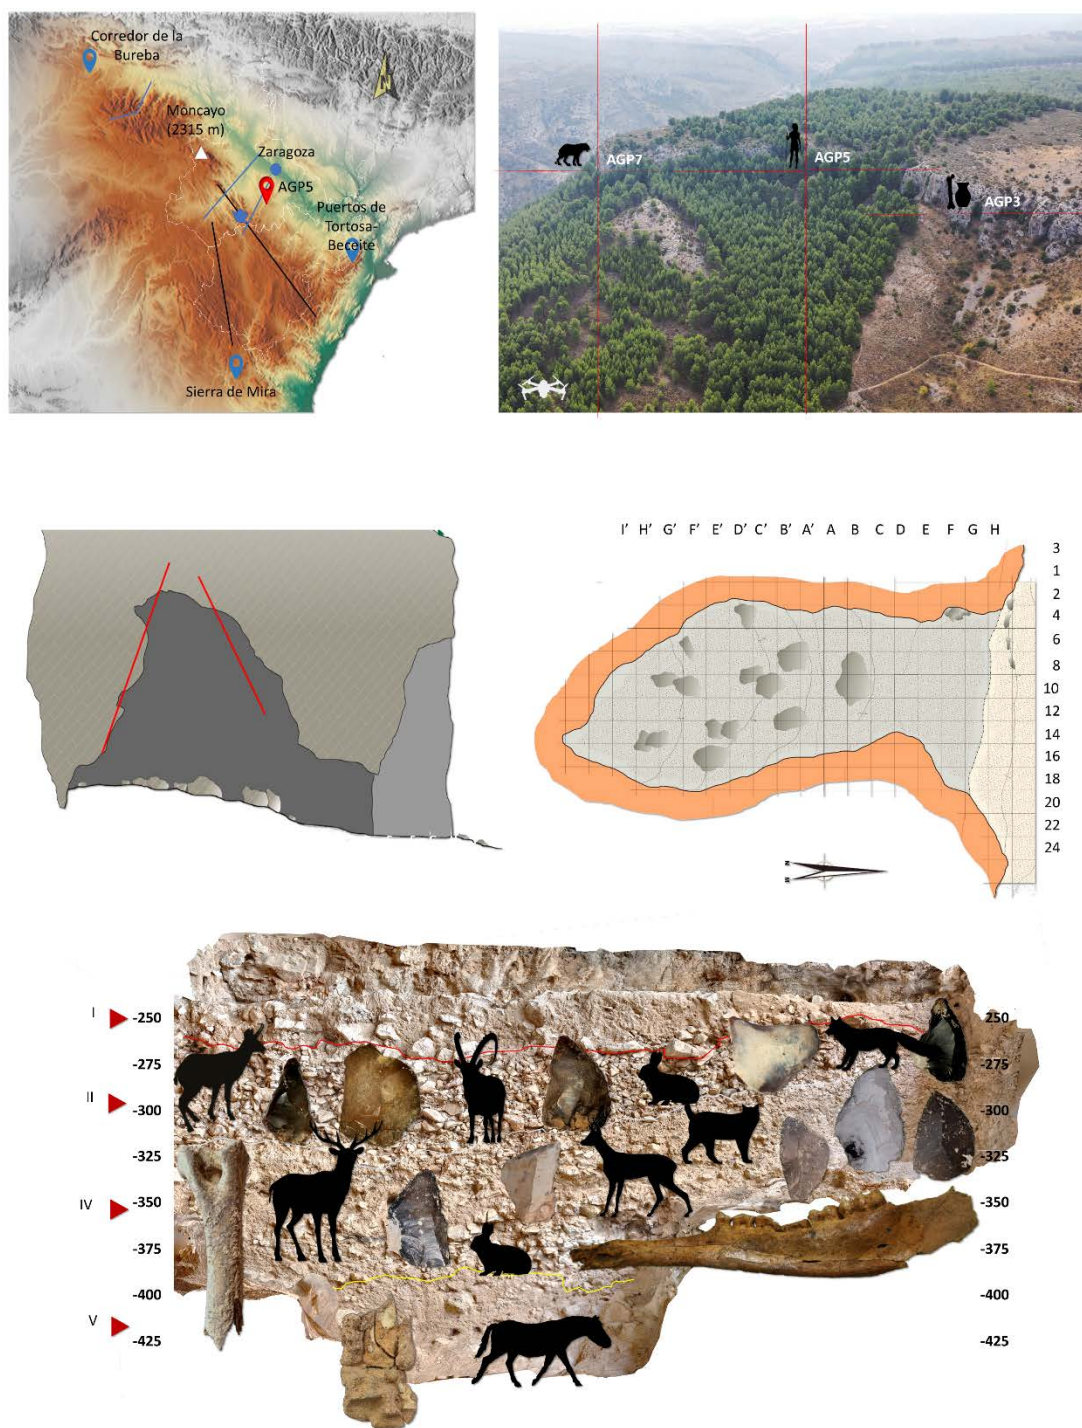 Corredor de la
Bureba
Moncayo
(2315 m)
Zaragoza
AGP5
Puertos de
Tortosa-
Beceite
Sierra de Mira
N
AGP7
AGP5
AGP3
I’ H’ G’ F’ E’ D’ C’ B’ A’ A B C D E F G H
3
1
2
4
6
8
10
12
14
16
18
20
22
24
N
I
-250 -250
-275 -275
II
-300 -300
-325 -325
IV
-350 -350
-375 -375
-400 -400
V
-425 -425